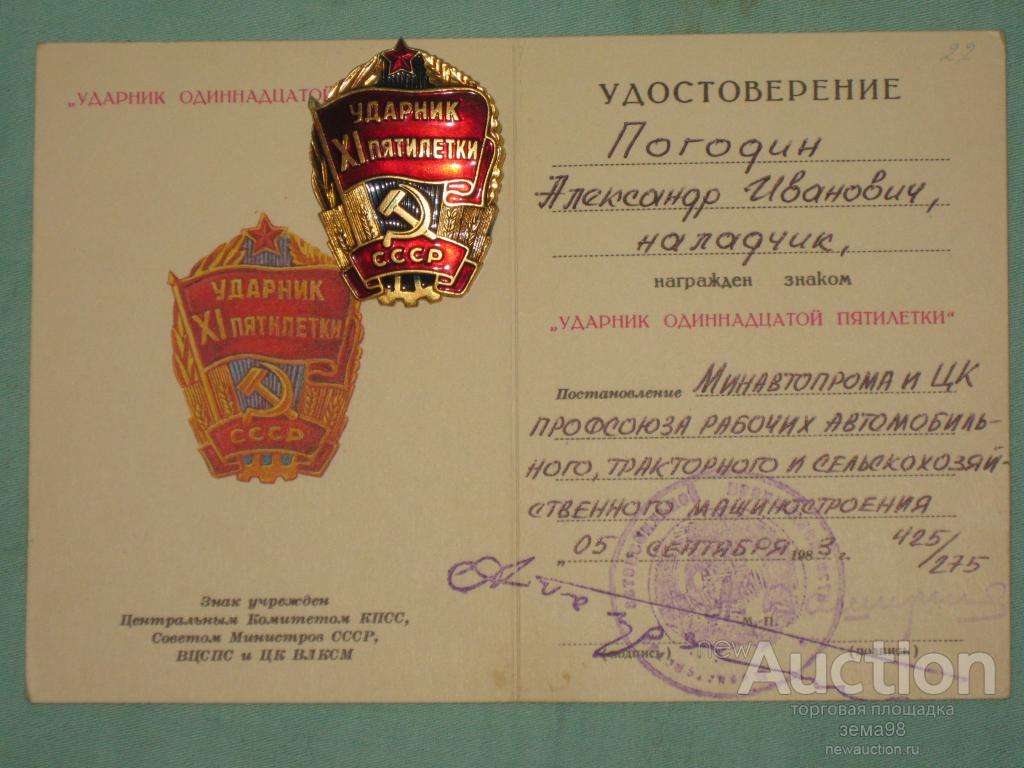 „УДАРНИК ОДИННАДЦАТОЙ
УДАРНИК
XI ПЯТИЛЕТКИ
СССР
УДАРНИК
XI ПЯТИЛЕТКИ
СССР
Знак учрежден
Центральным Комитетом КПСС,
Советом Министров СССР,
ВЦСПС и ЦК ВЛКСМ
22
УДОСТОВЕРЕНИЕ
Погодин
Александр Иванович,
наладчик,
награжден знаком
„УДАРНИК ОДИННАДЦАТОЙ ПЯТИЛЕТКИ“
Постановление Минавтопрома и ЦК
профсоюза рабочих автомобиль-
ного, тракторного и сельскохозяй-
ственного машиностроения
„05 „ сентября 1983 г. 425/275
М. П.
(подпись) (подпись)
newAuction
торговая площадка
зема98
newauction.ru